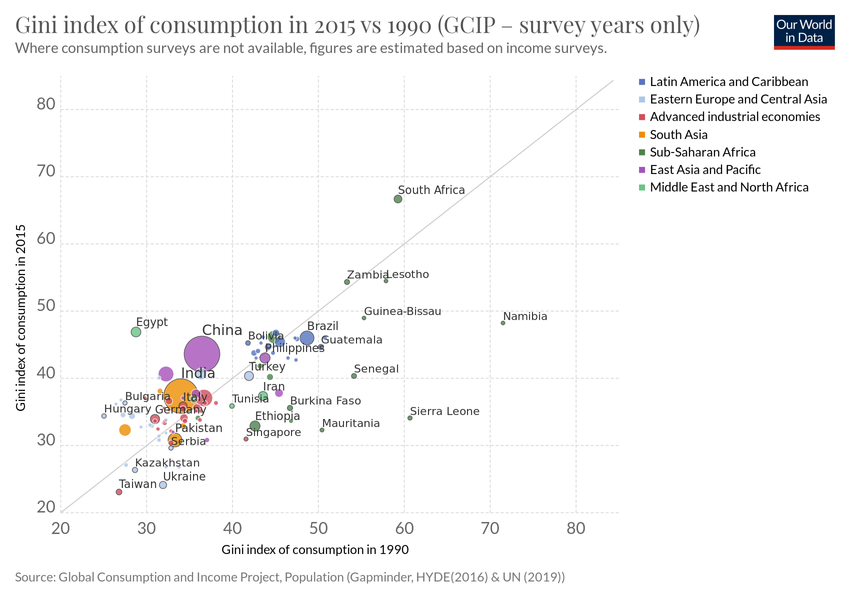 Gini index of consumption in 2015 vs 1990 (GCIP – survey years only)
Where consumption surveys are not available, figures are estimated based on income surveys.
Our World
in Data
Latin America and Caribbean
Eastern Europe and Central Asia
Advanced industrial economies
South Asia
Sub-Saharan Africa
East Asia and Pacific
Middle East and North Africa
Gini index of consumption in 2015
80
70
60
50
40
30
20
South Africa
Zambia
Lesotho
Guinea-Bissau
Namibia
Egypt
China
Bolivia
Brazil
Guatemala
Philippines
India
Turkey
Senegal
Iran
Bulgaria
Italy
Tunisia
Burkina Faso
Hungary
Germany
Sierra Leone
Ethiopia
Mauritania
Pakistan
Singapore
Serbia
Kazakhstan
Ukraine
Taiwan
20 30 40 50 60 70 80
Gini index of consumption in 1990
Source: Global Consumption and Income Project, Population (Gapminder, HYDE(2016) & UN (2019))